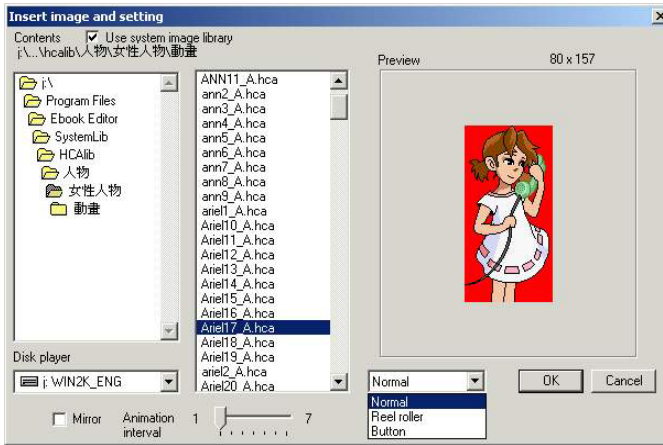 Insert image and setting
Contents
Use system image library
j:\...\hcalib\人物\女性人物\動畫
j:\
Program Files
Ebook Editor
SystemLib
HCAlib
人物
女性人物
動畫
Disk player
j: WIN2K_ENG
ANN11_A.hca
ann2_A.hca
ann3_A.hca
ann4_A.hca
ann5_A.hca
ann6_A.hca
ann7_A.hca
ann8_A.hca
ann9_A.hca
ariel1_A.hca
Ariel10_A.hca
Ariel11_A.hca
Ariel12_A.hca
Ariel13_A.hca
Ariel14_A.hca
Ariel15_A.hca
Ariel16_A.hca
Ariel17_A.hca
Ariel18_A.hca
Ariel19_A.hca
ariel2_A.hca
Ariel20_A.hca
Preview
80 x 157
Normal
Normal
Reel roller
Button
OK
Cancel
Mirror
Animation
interval
1
7